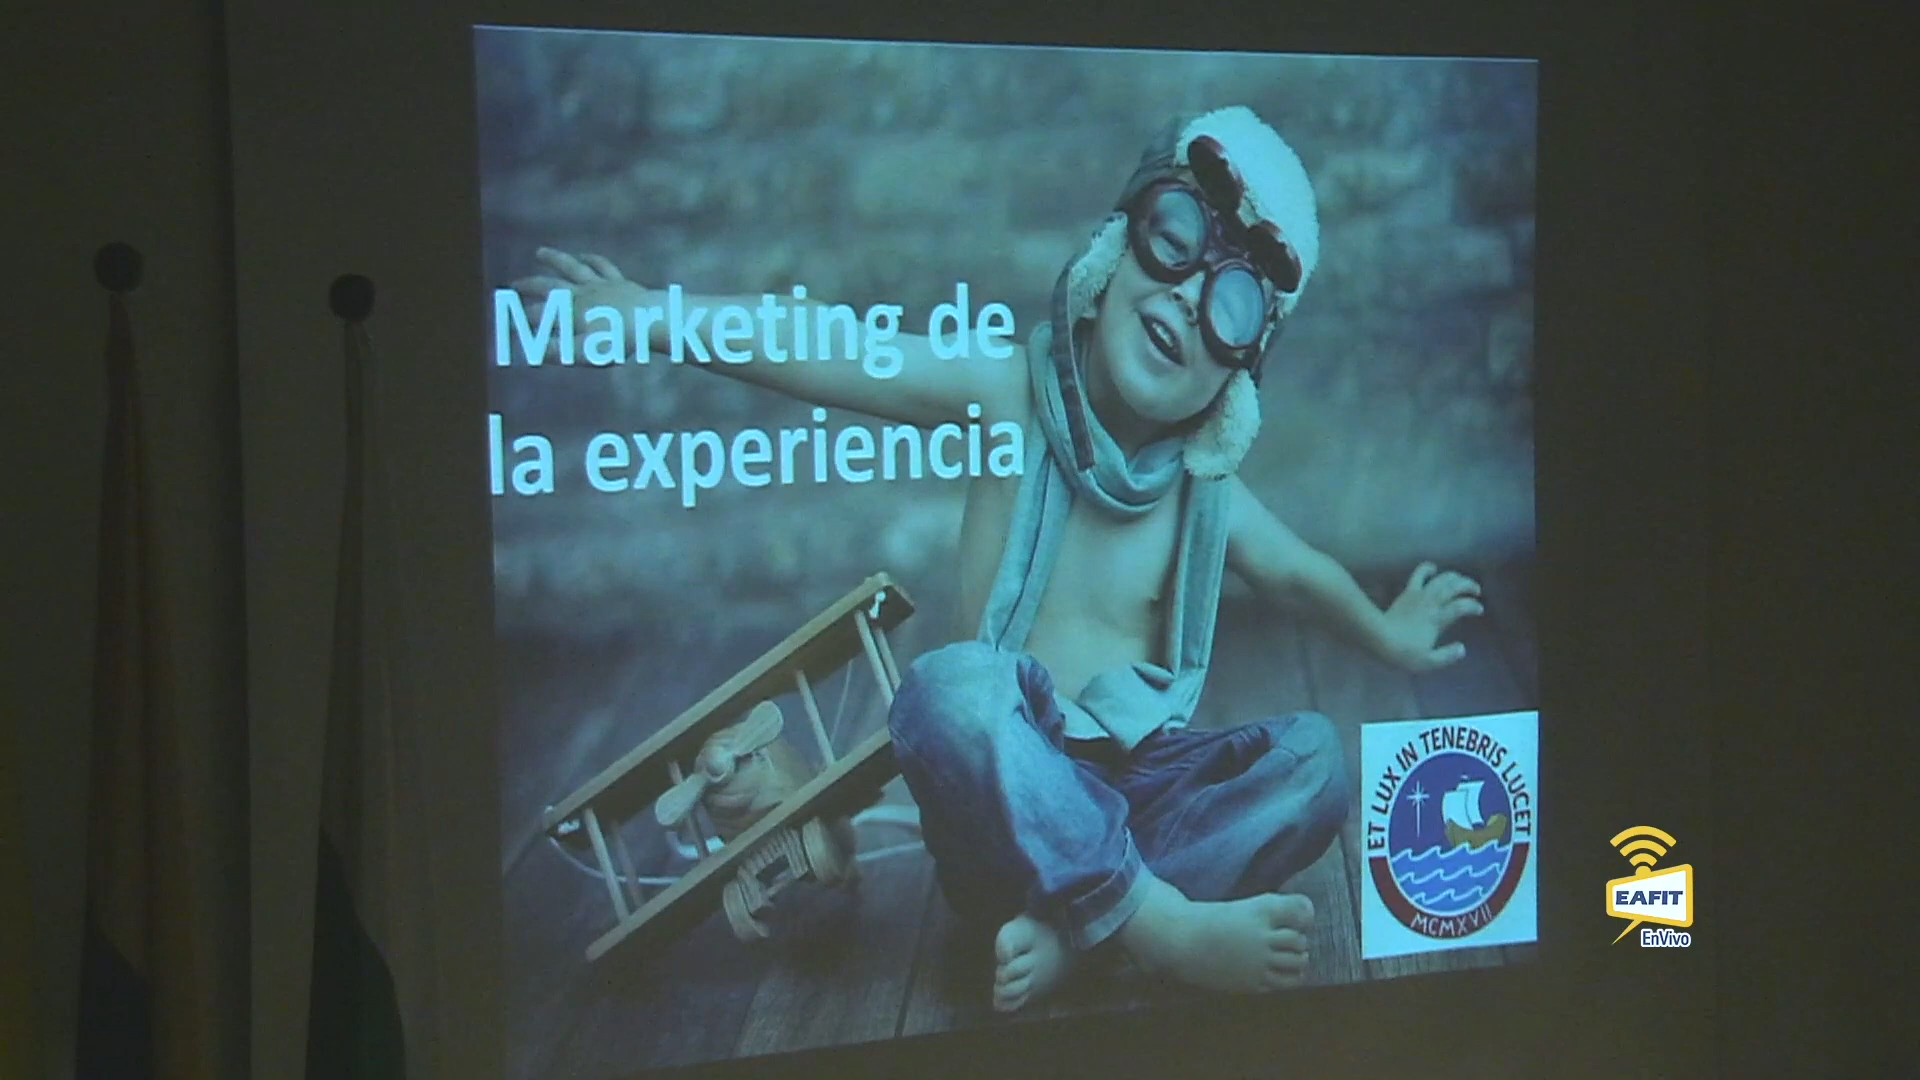 Marketing de
la experiencia
ET LUX IN TENEBRIS LUCET
MCMXVII
EAFIT
EnVivo